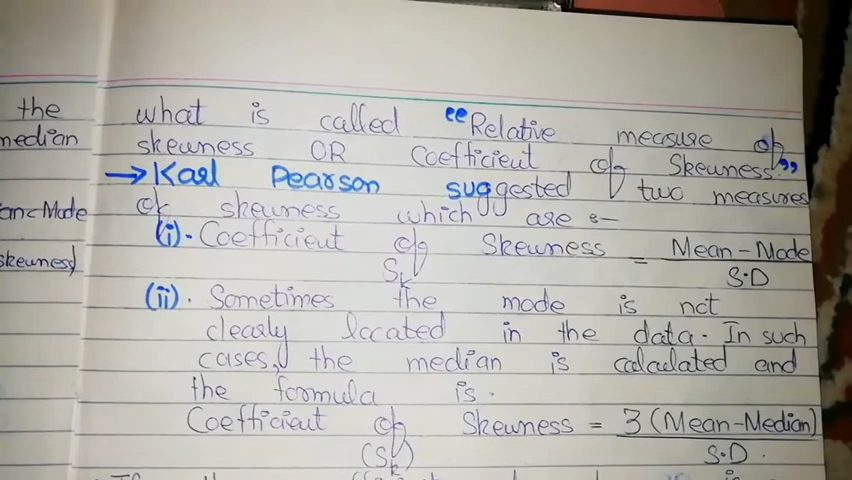 the
median
an<Mode
skewness)
what is called "Relative measure of
skewness OR Coefficient of Skewness."
→Karl Pearson suggested two measures
of skewness which are :-
(i)- Coefficient of Skewness = Mean-Mode
Sk S.D
(ii). Sometimes the mode is not
clearly located in the data. In such
cases, the median is calculated and
the formula is.
Coefficient of Skewness = 3(Mean-Median)
(Sk) S.D.